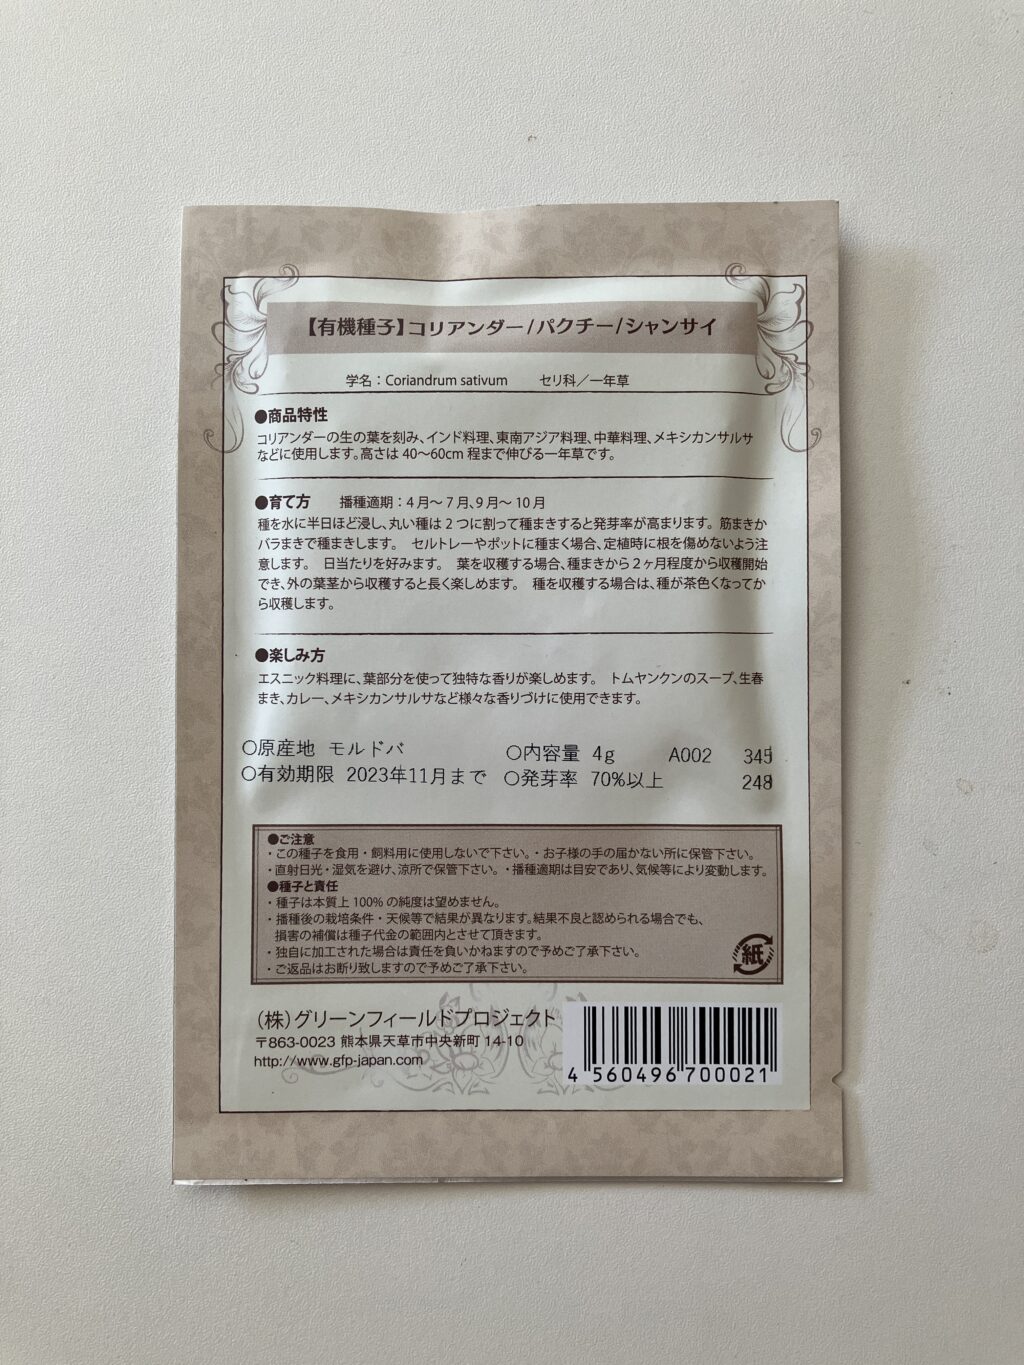 【有機種子】コリアンダー/パクチー/シャンサイ
学名：Coriandrum sativum　セリ科／一年草
●商品特性
コリアンダーの生の葉を刻み、インド料理、東南アジア料理、中華料理、メキシカンサルサ
などに使用します。高さは 40～60cm 程まで伸びる一年草です。
●育て方　播種適期：4月～7月、9月～10月
種を水に半日ほど浸し、丸い種は2つに割って種まきすると発芽率が高まります。筋まきか
バラまきで種まきします。　セルトレーやポットに種まく場合、定植時に根を傷めないよう注
意します。　日当たりを好みます。　葉を収穫する場合、種まきから2ヶ月程度から収穫開始
でき、外の葉茎から収穫すると長く楽しめます。　種を収穫する場合は、種が茶色くなってか
ら収穫します。
●楽しみ方
エスニック料理に、葉部分を使って独特な香りが楽しめます。　トムヤンクンのスープ、生春
まき、カレー、メキシカンサルサなど様々な香りづけに使用できます。
○原産地 モルドバ　○内容量 4g　A002　345
○有効期限 2023年11月まで　○発芽率 70%以上　248
●ご注意
・この種子を食用・飼料用に使用しないで下さい。・お子様の手の届かない所に保管下さい。
・直射日光・湿気を避け、涼所で保管下さい。・播種適期は目安であり、気候等により変動します。
●種子と責任
・種子は本質上100%の純度は望めません。
・播種後の栽培条件・天候等で結果が異なります。結果不良と認められる場合でも、
損害の補償は種子代金の範囲内とさせて頂きます。
・独自に加工された場合は責任を負いかねますので予めご了承下さい。
・ご返品はお断り致しますので予めご了承下さい。
紙
（株）グリーンフィールドプロジェクト
〒863-0023 熊本県天草市中央新町 14-10
http://www.gfp-japan.com
4 560496 700021